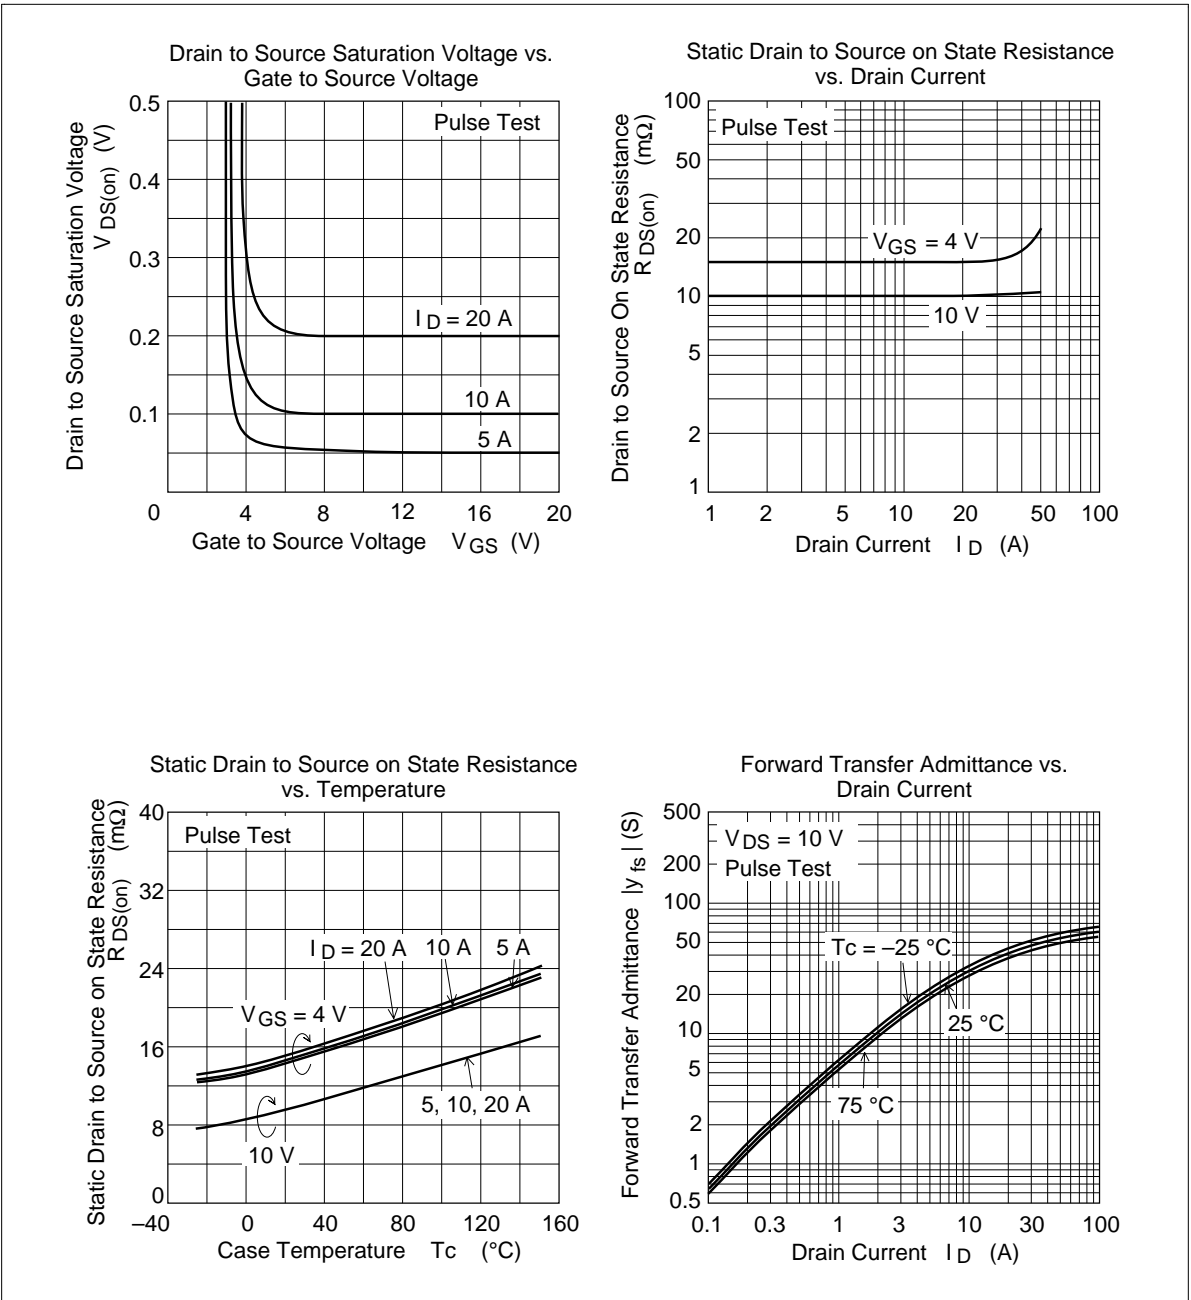 Drain to Source Saturation Voltage vs.
Gate to Source Voltage
Drain to Source Saturation Voltage
V DS(on) (V)
0.5
0.4
0.3
0.2
0.1
0
Pulse Test
I D = 20 A
10 A
5 A
4
8
12
16
20
Gate to Source Voltage V GS (V)
Static Drain to Source on State Resistance
vs. Drain Current
Drain to Source On State Resistance
R DS(on) (mΩ)
100
50
20
10
5
2
1
Pulse Test
V GS = 4 V
10 V
1
2
5
10
20
50
100
Drain Current I D (A)
Static Drain to Source on State Resistance
vs. Temperature
Static Drain to Source on State Resistance
R DS(on) (mΩ)
40
32
24
16
8
0
Pulse Test
I D = 20 A
10 A
5 A
V GS = 4 V
5, 10, 20 A
10 V
–40
0
40
80
120
160
Case Temperature Tc (°C)
Forward Transfer Admittance vs.
Drain Current
Forward Transfer Admittance |y fs | (S)
500
200
100
50
20
10
5
2
1
0.5
V DS = 10 V
Pulse Test
Tc = –25 °C
25 °C
75 °C
0.1
0.3
1
3
10
30
100
Drain Current I D (A)